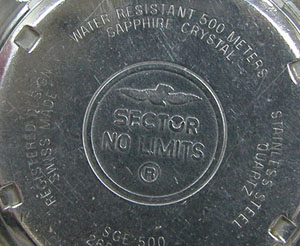 WATER RESISTANT 500 METERS
SAPPHIRE CRYSTAL
STAINLESS STEEL
QUARTZ
SECTOR
NO LIMITS
®
REGISTERED
SWISS MADE
SGE 500